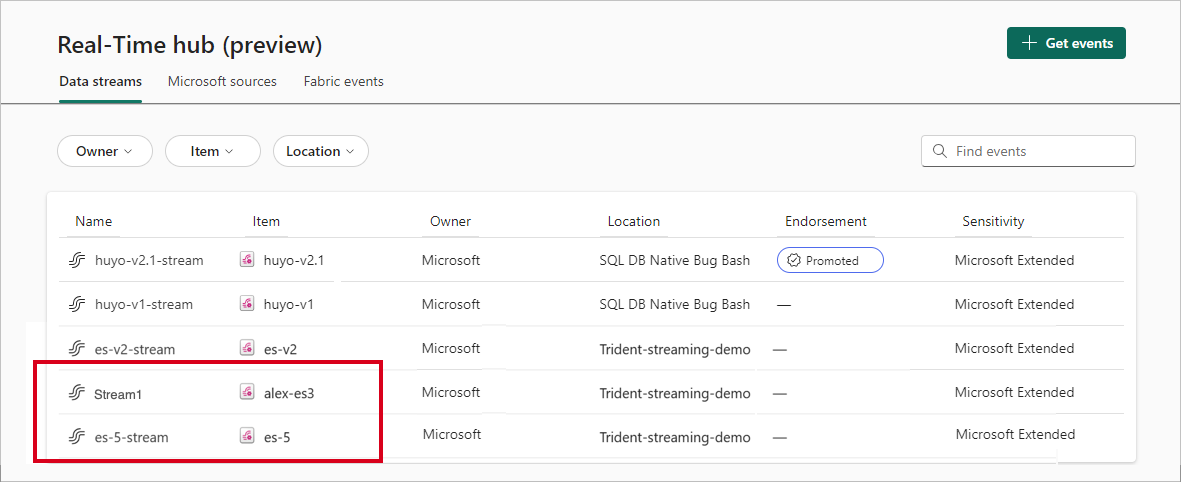 Real-Time hub (preview)
Get events
Data streams Microsoft sources Fabric events
Owner Item Location Find events
Name Item Owner Location Endorsement Sensitivity
huyo-v2.1-stream huyo-v2.1 Microsoft SQL DB Native Bug Bash Promoted Microsoft Extended
huyo-v1-stream huyo-v1 Microsoft SQL DB Native Bug Bash — Microsoft Extended
es-v2-stream es-v2 Microsoft Trident-streaming-demo — Microsoft Extended
Stream1 alex-es3 Microsoft Trident-streaming-demo — Microsoft Extended
es-5-stream es-5 Microsoft Trident-streaming-demo — Microsoft Extended